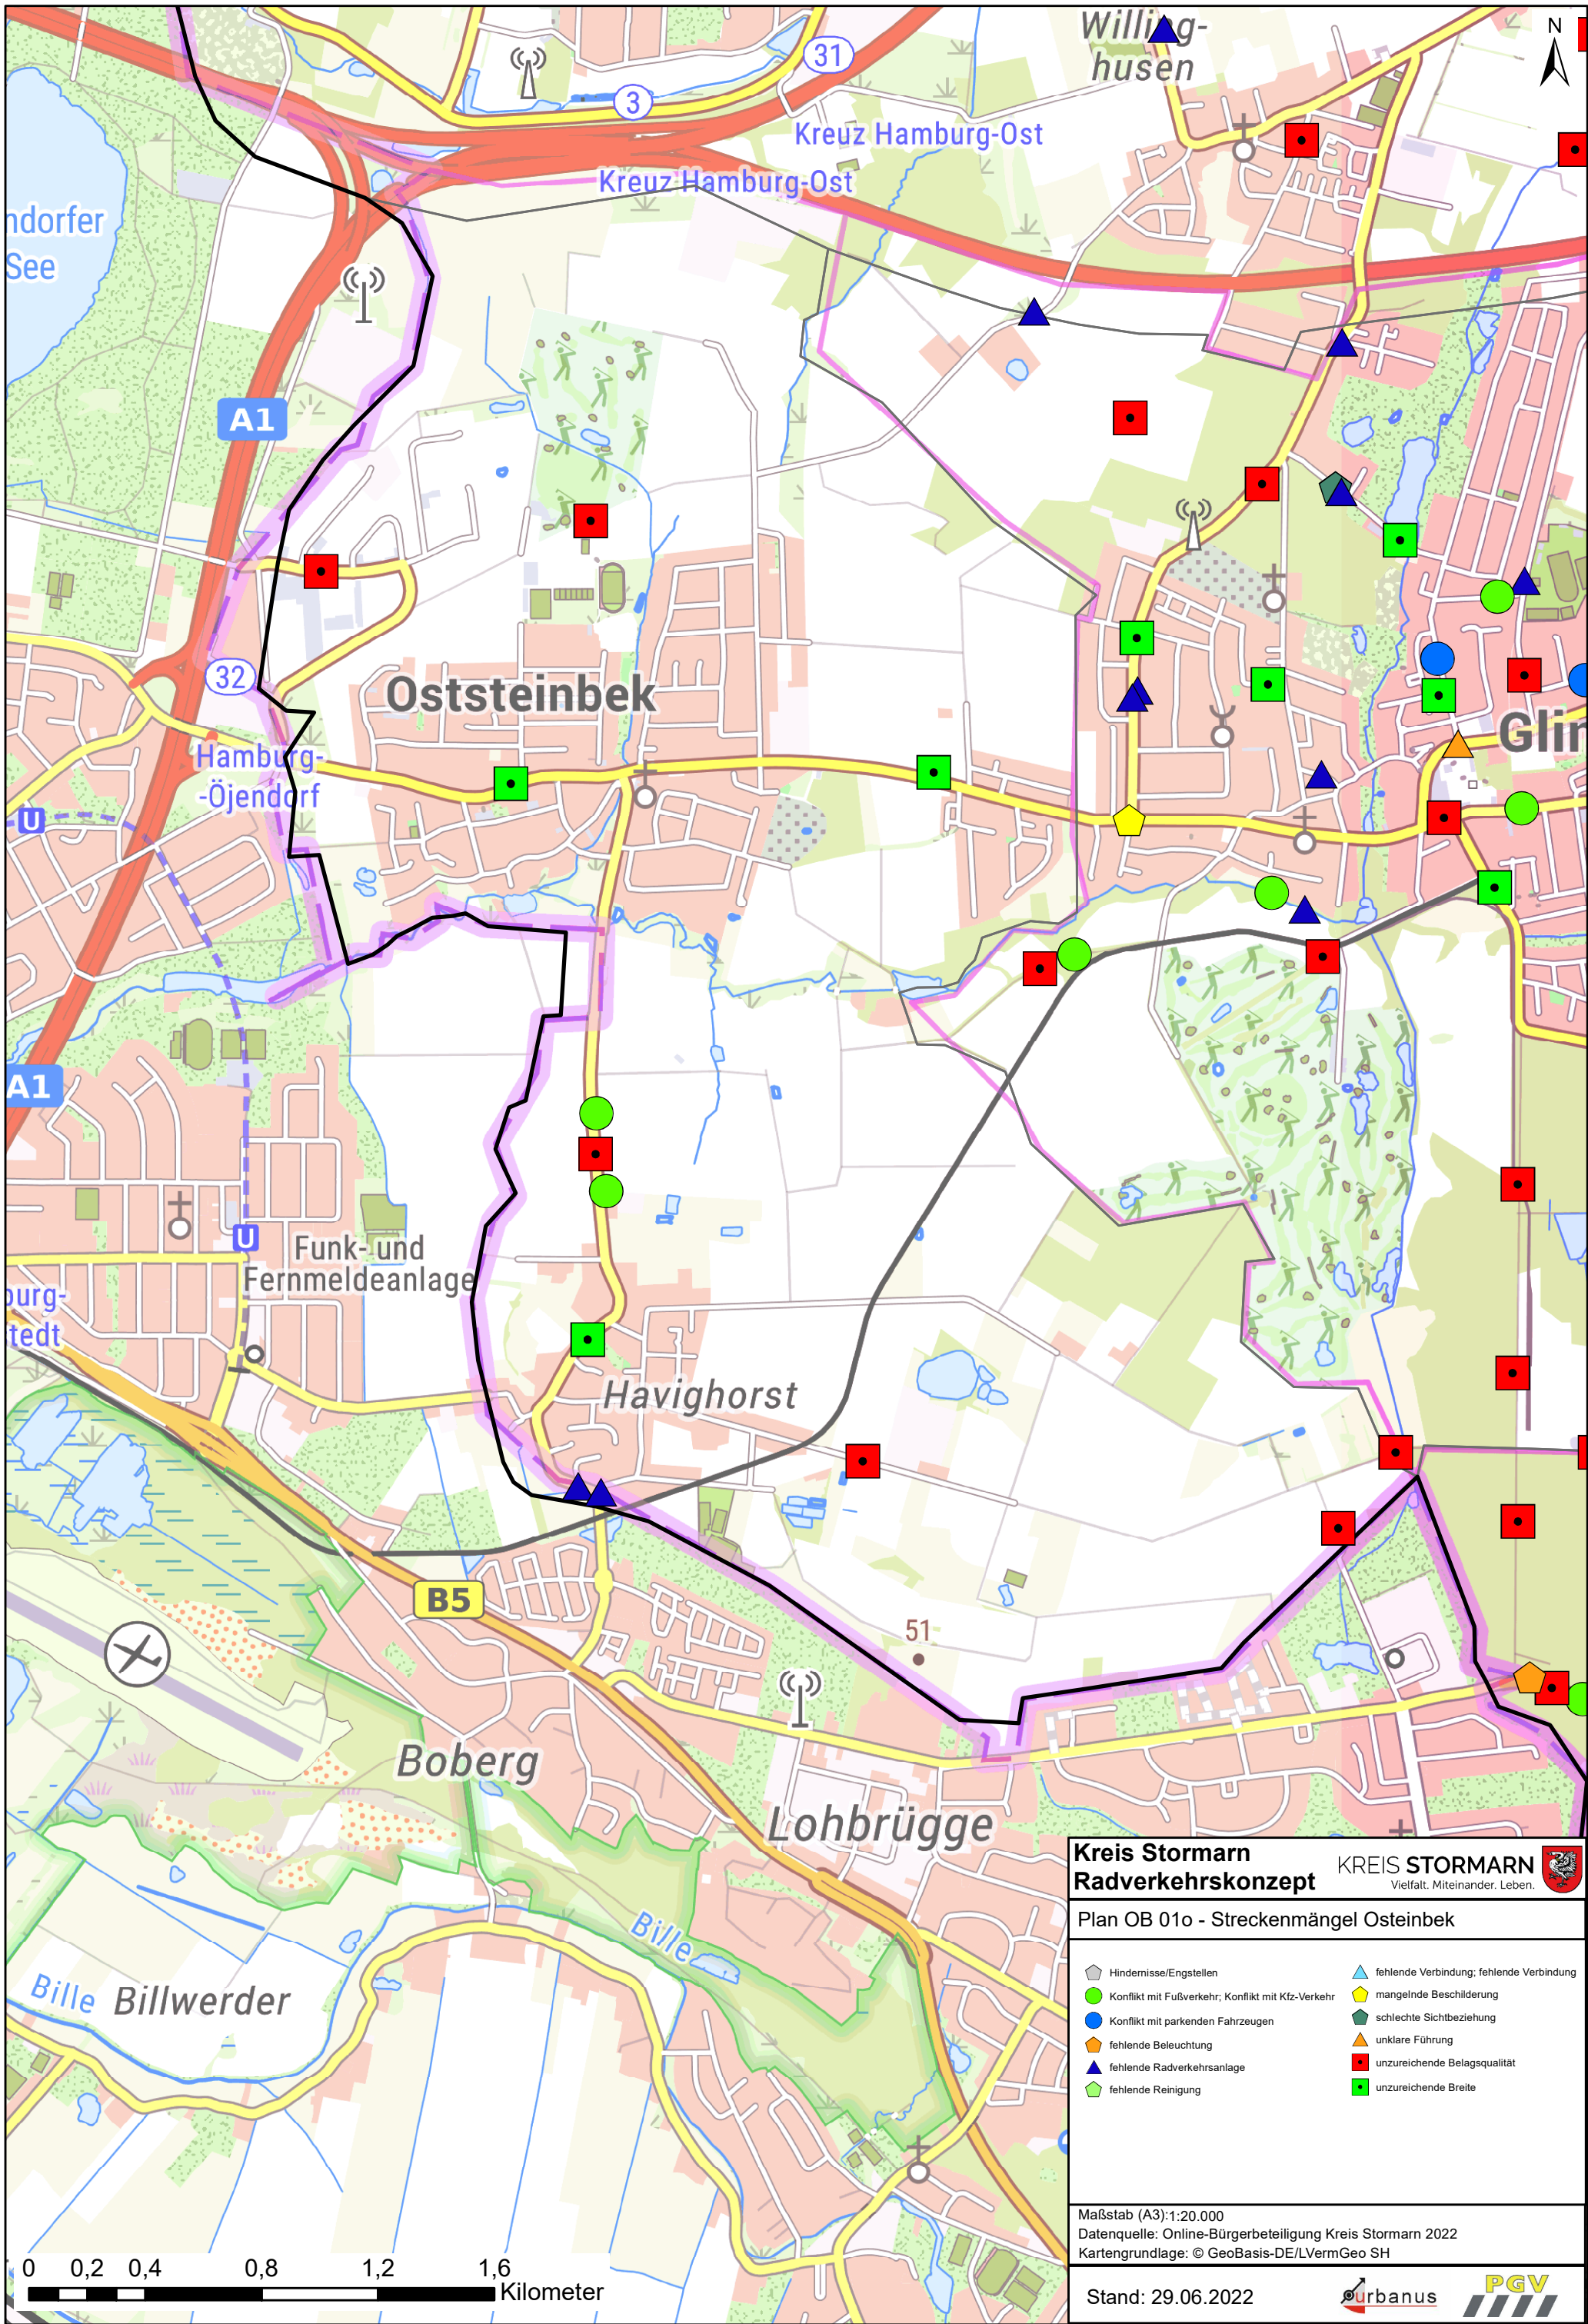 Willing-
husen
N
31
3
Kreuz Hamburg-Ost
Kreuz Hamburg-Ost
ndorfer
See
A1
32
Oststeinbek
Glin
Hamburg-
-Öjendorf
U
A1
U
Funk- und
Fernmeldeanlage
burg-
tedt
Havighorst
B5
51
Boberg
Lohbrügge
Bille
Bille
Billwerder
Kreis Stormarn
Radverkehrskonzept
KREIS STORMARN
Vielfalt. Miteinander. Leben.
Plan OB 01o - Streckenmängel Osteinbek
Hindernisse/Engstellen
Konflikt mit Fußverkehr; Konflikt mit Kfz-Verkehr
Konflikt mit parkenden Fahrzeugen
fehlende Beleuchtung
fehlende Radverkehrsanlage
fehlende Reinigung
fehlende Verbindung; fehlende Verbindung
mangelnde Beschilderung
schlechte Sichtbeziehung
unklare Führung
unzureichende Belagsqualität
unzureichende Breite
Maßstab (A3):1:20.000
Datenquelle: Online-Bürgerbeteiligung Kreis Stormarn 2022
Kartengrundlage: © GeoBasis-DE/LVermGeo SH
0 0,2 0,4 0,8 1,2 1,6
Kilometer
Stand: 29.06.2022
urbanus
PGV